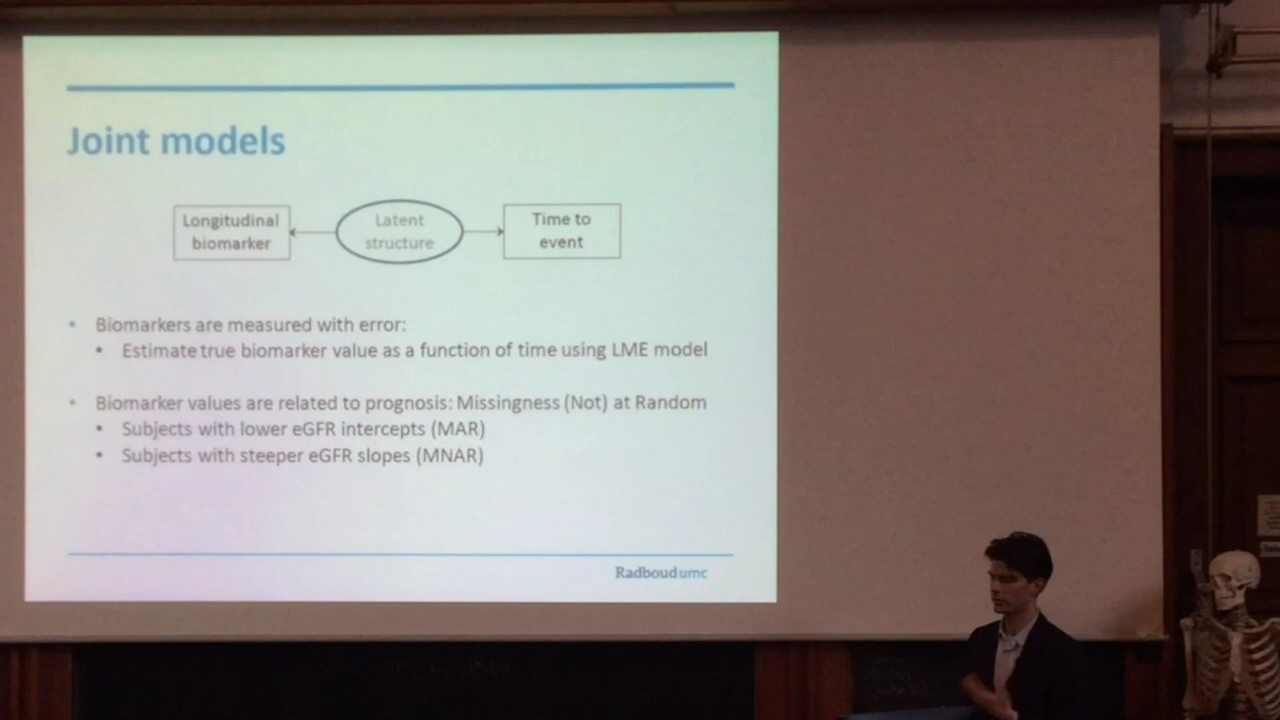 Joint models
Longitudinal
biomarker
Latent
structure
Time to
event
• Biomarkers are measured with error:
• Estimate true biomarker value as a function of time using LME model
• Biomarker values are related to prognosis: Missingness (Not) at Random
• Subjects with lower eGFR intercepts (MAR)
• Subjects with steeper eGFR slopes (MNAR)
Radboudumc